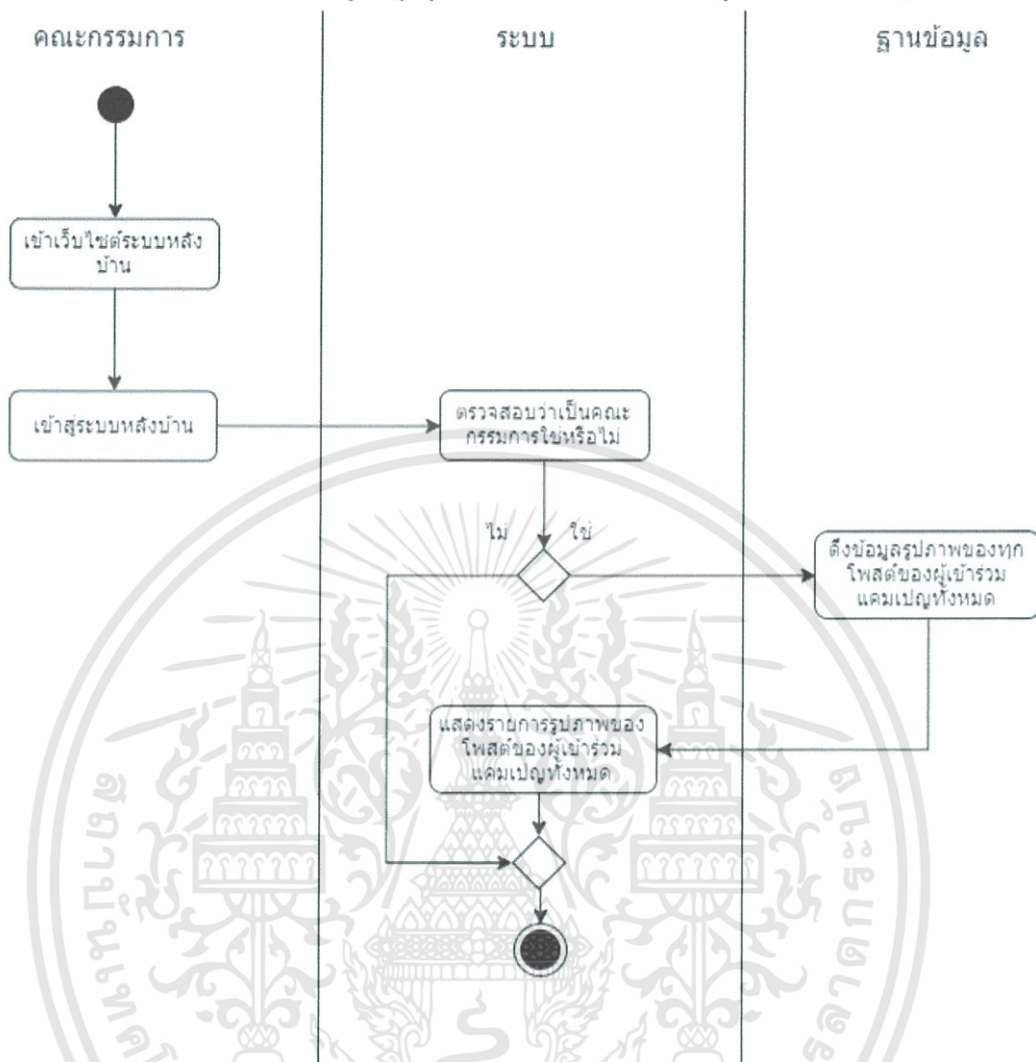 คณะกรรมการ
ระบบ
ฐานข้อมูล
เข้าเว็บไซต์ระบบหลัง
บ้าน
เข้าสู่ระบบหลังบ้าน
ตรวจสอบว่าเป็นคณะ
กรรมการใช่หรือไม่
ไม่
ใช่
ดึงข้อมูลรูปภาพของทุก
โพสต์ของผู้เข้าร่วม
แคมเปญทั้งหมด
แสดงรายการรูปภาพของ
โพสต์ของผู้เข้าร่วม
แคมเปญทั้งหมด